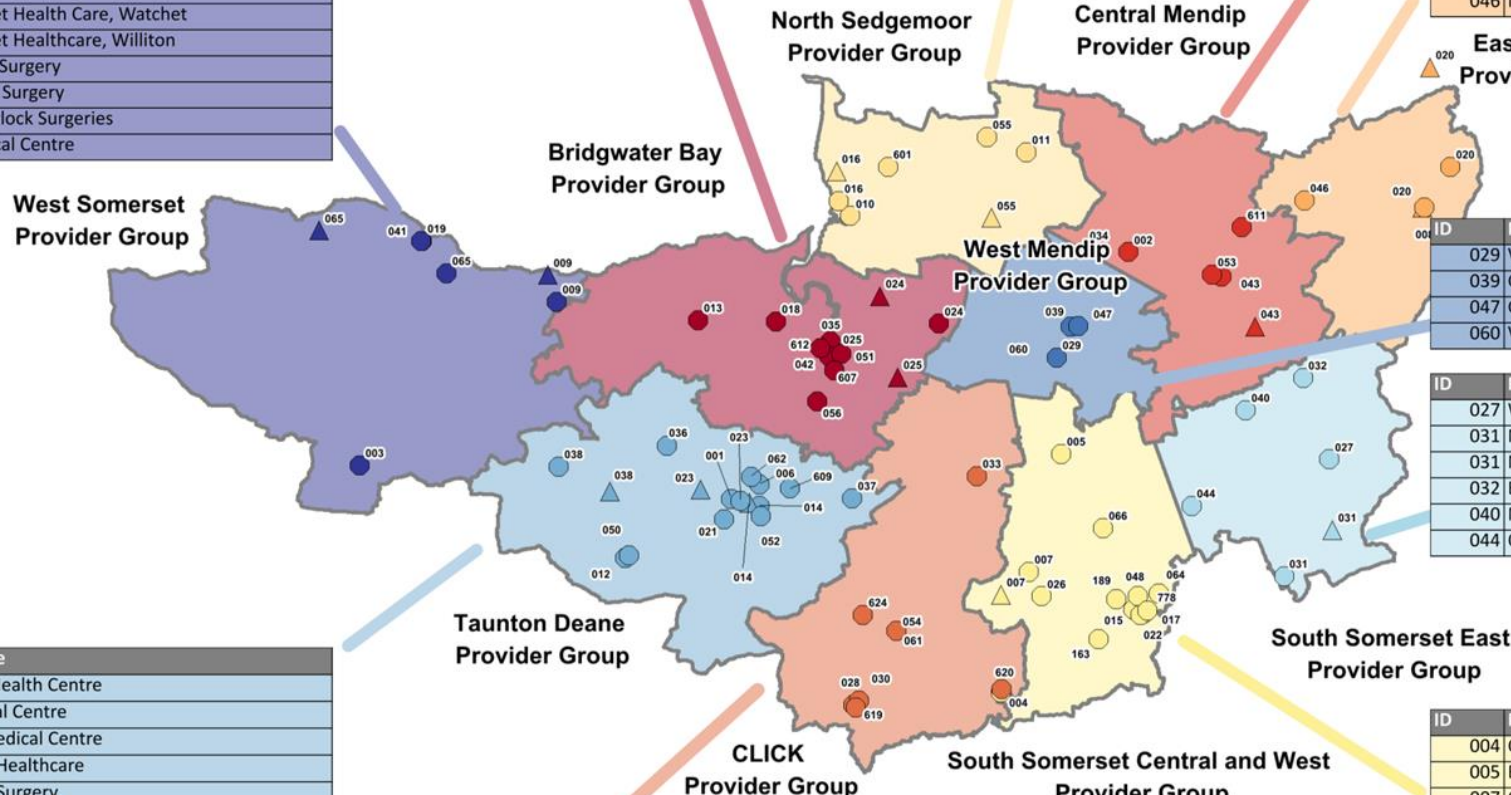 t Health Care, Watchet
t Healthcare, Williton
Surgery
Surgery
lock Surgeries
cal Centre
North Sedgemoor
Provider Group
Central Mendip
Provider Group
046
020
Eas
Prov
Bridgwater Bay
Provider Group
West Somerset
Provider Group
055
011
016
601
016
010
055
020
046
020
008
065
041
019
065
009
009
003
034
002
611
053
043
043
West Mendip
Provider Group
013
018
024
024
035
612
025
051
042
607
025
056
039
047
060
029
ID
029
039
047
060
ID
027
031
031
032
040
044
032
040
027
044
031
031
036
038
038
023
023
001
062
006
609
037
014
021
052
014
050
012
033
005
066
007
007
026
189
048
064
778
017
015
022
163
624
054
061
028
030
619
620
004
Taunton Deane
Provider Group
South Somerset East
Provider Group
e
ealth Centre
al Centre
edical Centre
Healthcare
Surgery
CLICK
Provider Group
South Somerset Central and West
Provider Group
ID
004
005
007